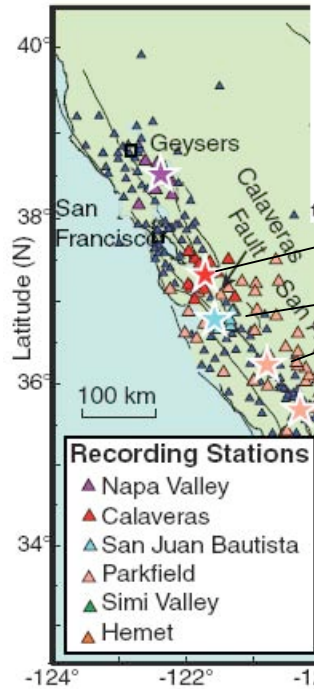 40°
Geysers
38°
San
Francisco
Calaveras
Fault
San
Latitude (N)
36°
100 km
Recording Stations
Napa Valley
Calaveras
San Juan Bautista
Parkfield
Simi Valley
Hemet
34°
-124°
-122°